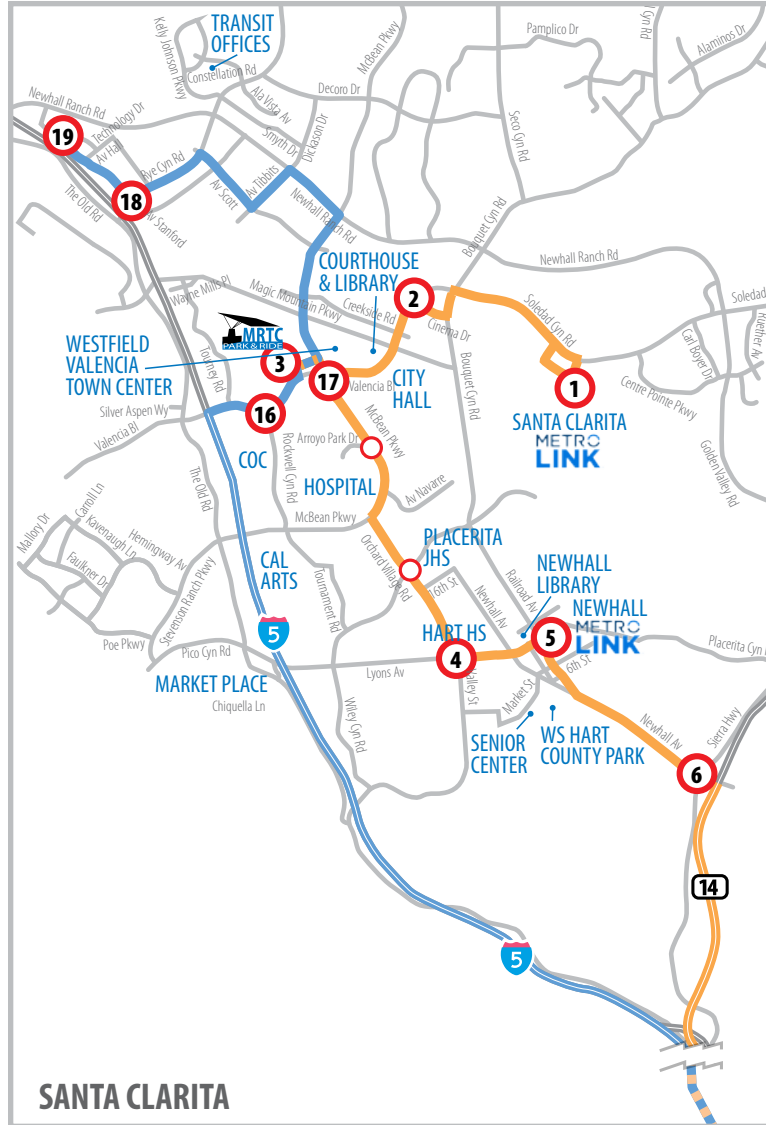 TRANSIT
OFFICES
Kelly Johnson Pkwy
Constellation Rd
McBean Pkwy
Pamplico Dr
Alaminos Dr
Seco Cyn Rd
Decoro Dr
Ala Vista Av
Smyth Dr
Dickason Dr
Newhall Ranch Rd
Technology Dr
Av Hall
19
Rye Cyn Rd
18
The Old Rd
Av Stanford
Av Scott
Av Tibbits
Newhall Ranch Rd
Bouquet Cyn Rd
Newhall Ranch Rd
COURTHOUSE
& LIBRARY
Wayne Mills Pl
Magic Mountain Pkwy
Creekside Rd
2
Cinema Dr
Soledad Cyn Rd
Soledad
Ruether Av
Carl Boyer Dr
MRTC
PARK & RIDE
WESTFIELD
VALENCIA
TOWN CENTER
3
17
Valencia Bl
CITY
HALL
Bouquet Cyn Rd
1
Centre Pointe Pkwy
Tourney Rd
Silver Aspen Wy
Valencia Bl
16
SANTA CLARITA
METRO
LINK
McBean Pkwy
Arroyo Park Dr
COC
Rockwell Cyn Rd
Golden Valley Rd
The Old Rd
HOSPITAL
Av Navarre
McBean Pkwy
Mallory Dr
Carroll Ln
Kavenaugh Ln
Hemingway Av
Faulkner Dr
Stevenson Ranch Pkwy
Poe Pkwy
CAL
ARTS
Tournament Rd
Orchard Village Rd
PLACERITA
JHS
16th St
Newhall Av
Railroad Av
NEWHALL
LIBRARY
NEWHALL
METRO
LINK
5
5
HART HS
4
6th St
Placerita Cyn
Pico Cyn Rd
Lyons Av
MARKET PLACE
Chiquella Ln
Wiley Cyn Rd
Valley St
Market St
SENIOR
CENTER
WS HART
COUNTY PARK
Newhall Av
Sierra Hwy
6
14
5
SANTA CLARITA